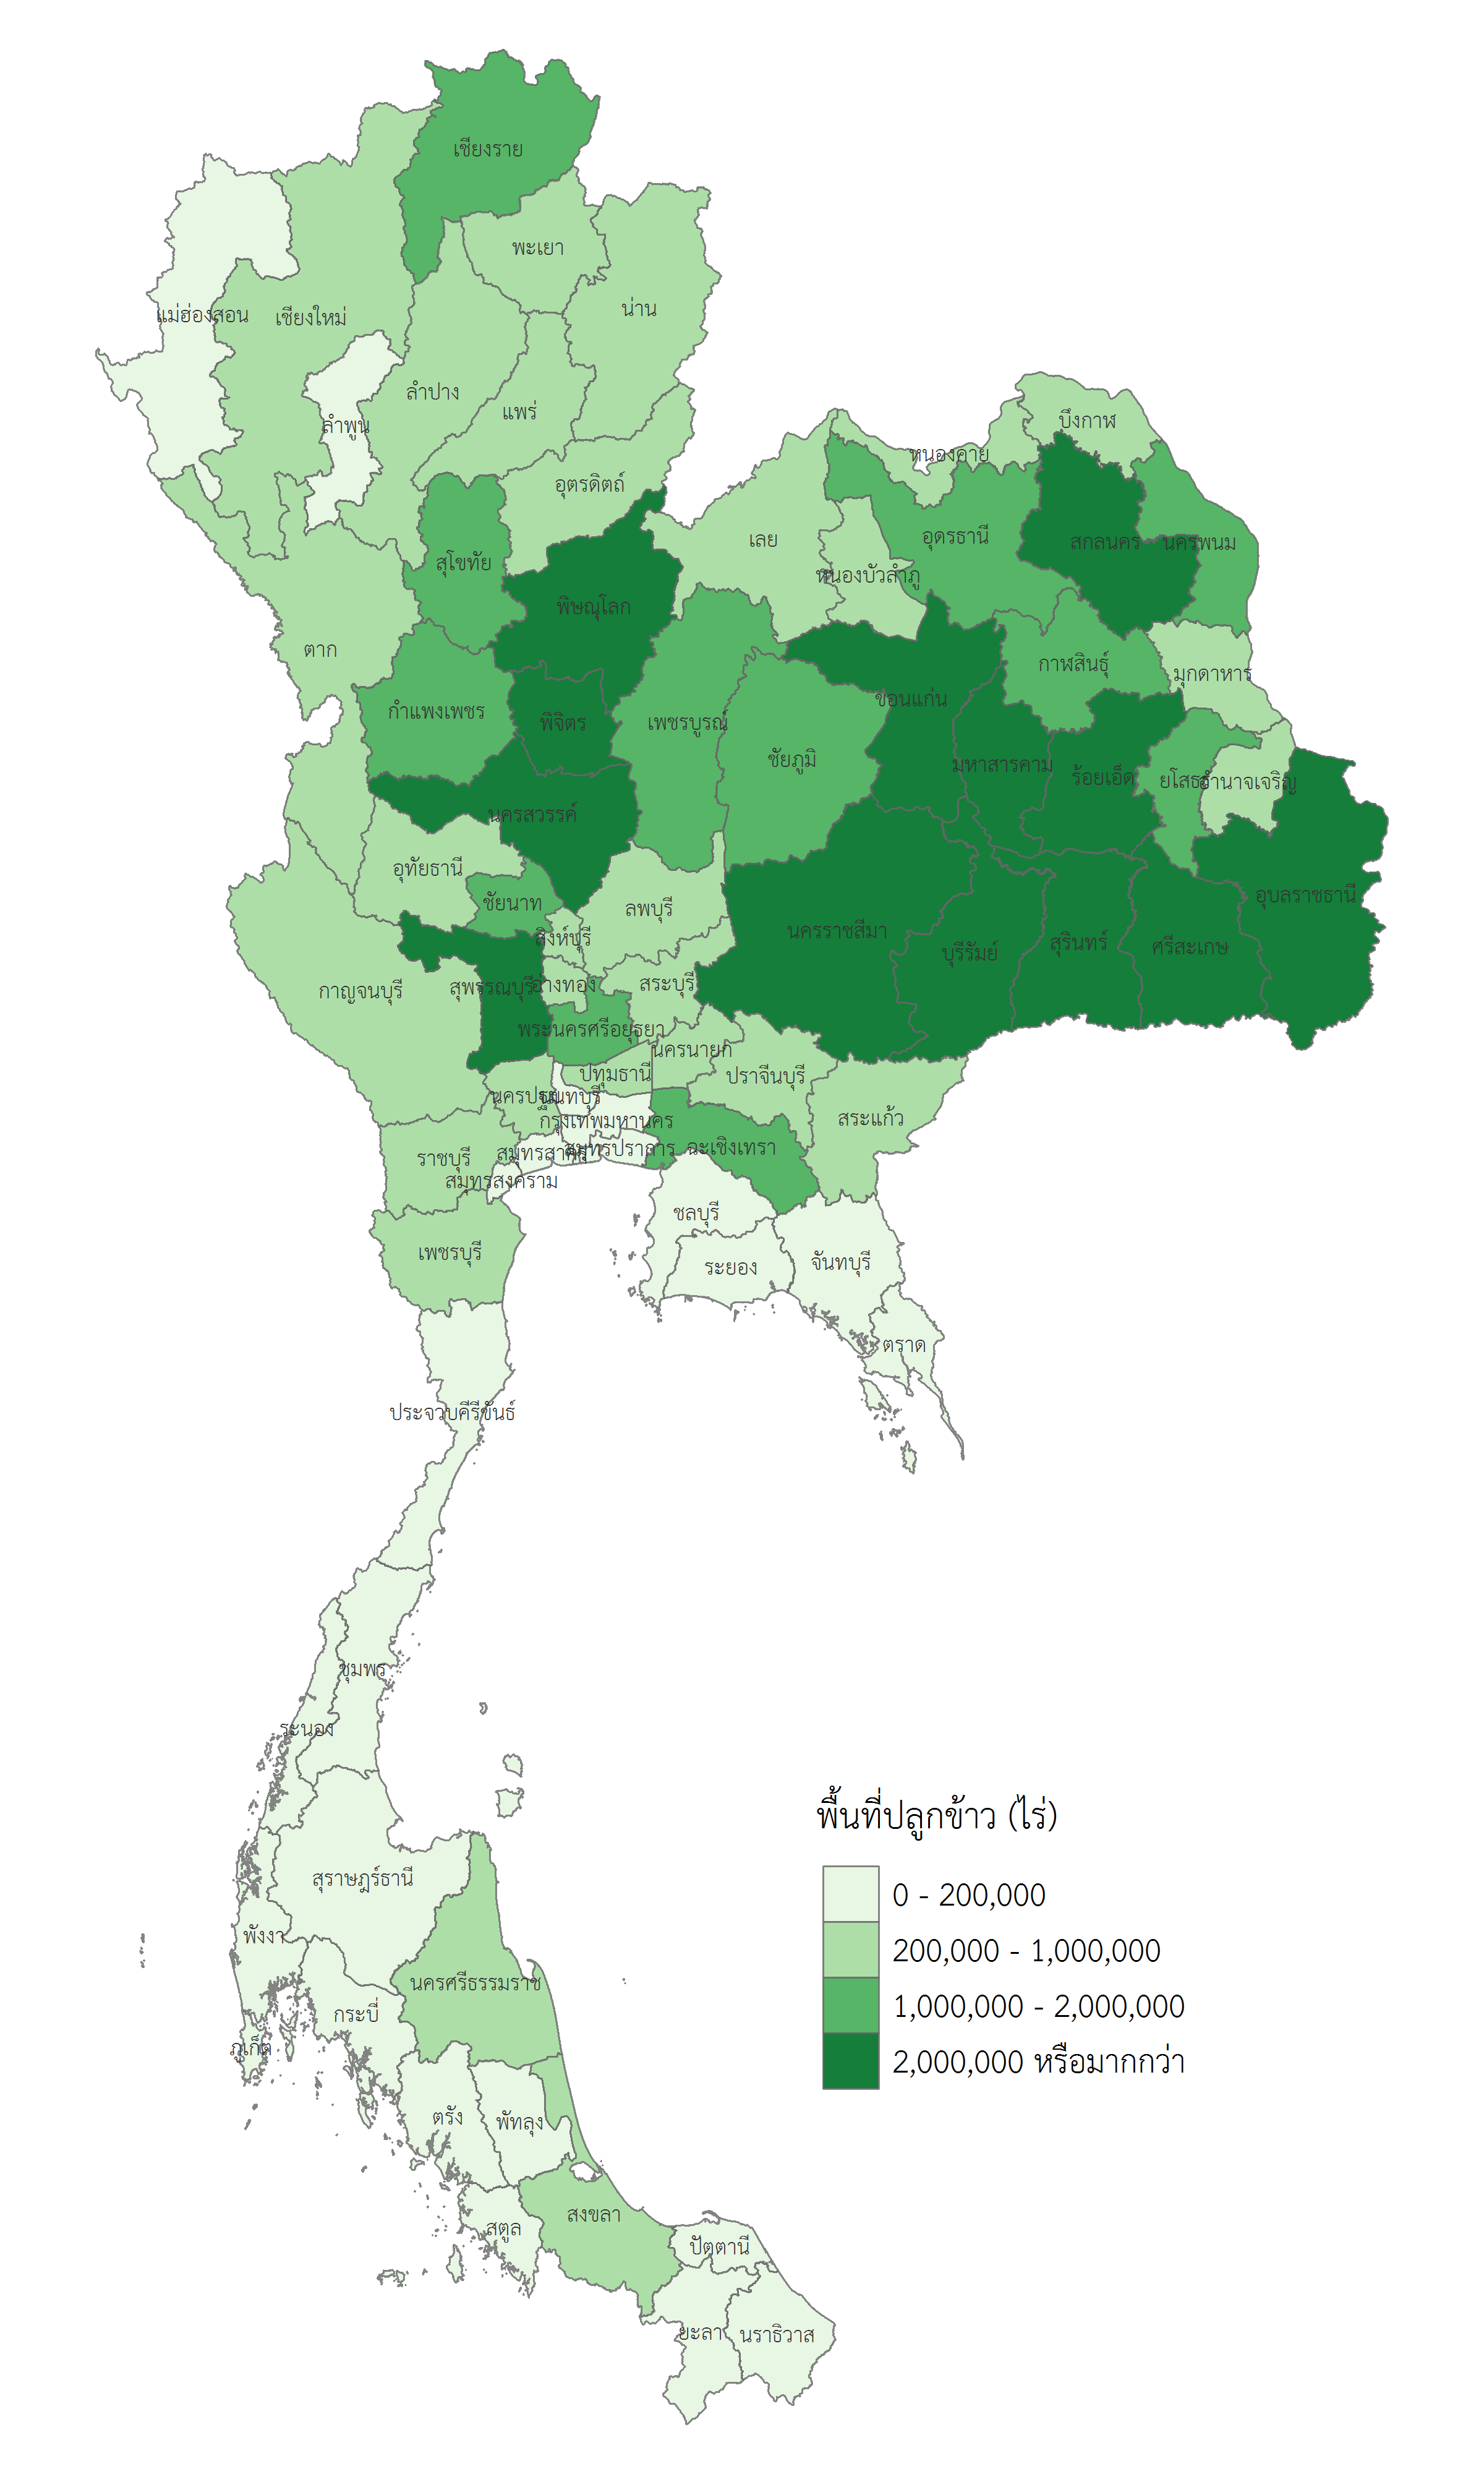 เชียงราย
พะเยา
น่าน
แม่ฮ่องสอน
เชียงใหม่
ลำปาง
แพร่
ลำพูน
บึงกาฬ
หนองคาย
อุตรดิตถ์
เลย
อุดรธานี
สกลนคร
นครพนม
สุโขทัย
หนองบัวลำภู
พิษณุโลก
ตาก
กาฬสินธุ์
มุกดาหาร
ขอนแก่น
กำแพงเพชร
พิจิตร
เพชรบูรณ์
ชัยภูมิ
มหาสารคาม
ร้อยเอ็ด
ยโสธร
อำนาจเจริญ
นครสวรรค์
อุทัยธานี
ชัยนาท
ลพบุรี
อุบลราชธานี
สิงห์บุรี
นครราชสีมา
บุรีรัมย์
สุรินทร์
ศรีสะเกษ
กาญจนบุรี
สุพรรณบุรี
อ่างทอง
สระบุรี
พระนครศรีอยุธยา
นครนายก
ปทุมธานี
ปราจีนบุรี
นครปฐม
นนทบุรี
กรุงเทพมหานคร
สระแก้ว
ราชบุรี
สมุทรสาคร
สมุทรปราการ
ฉะเชิงเทรา
สมุทรสงคราม
ชลบุรี
เพชรบุรี
ระยอง
จันทบุรี
ตราด
ประจวบคีรีขันธ์
ชุมพร
ระนอง
สุราษฎร์ธานี
พังงา
นครศรีธรรมราช
กระบี่
ภูเก็ต
ตรัง
พัทลุง
สงขลา
สตูล
ปัตตานี
ยะลา
นราธิวาส
พื้นที่ปลูกข้าว (ไร่)
0 - 200,000
200,000 - 1,000,000
1,000,000 - 2,000,000
2,000,000 หรือมากกว่า